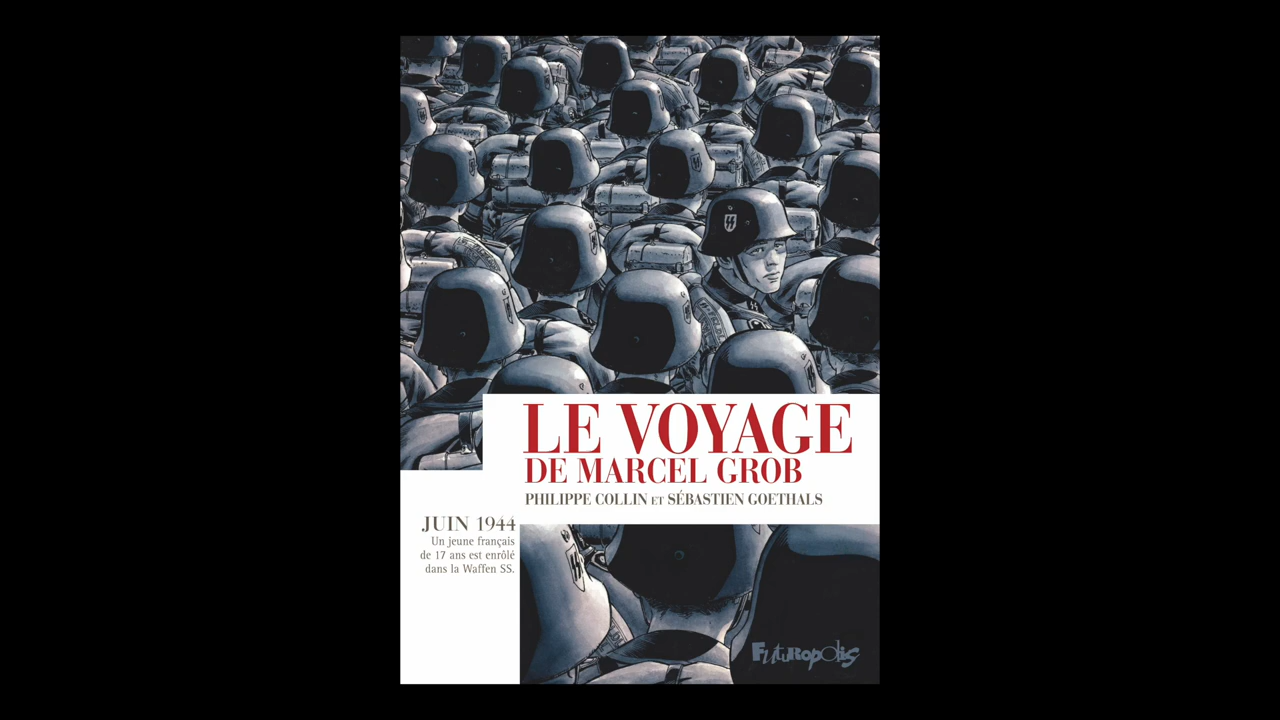 LE VOYAGE
DE MARCEL GROB
PHILIPPE COLLIN ET SÉBASTIEN GOETHALS
JUIN 1944
Un jeune français
de 17 ans est enrôlé
dans la Waffen SS.
Futuropolis